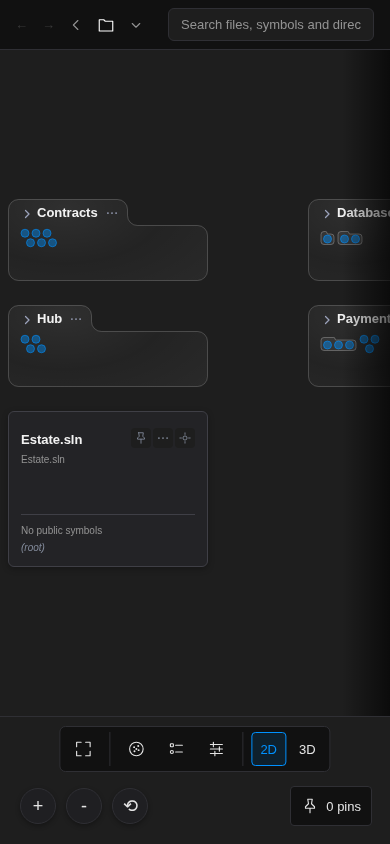 Search files, symbols and direc
Contracts ···
Hub ···
Estate.sln
Estate.sln
No public symbols
(root)
Databas
Payment
2D 3D
+ - ⟲
0 pins